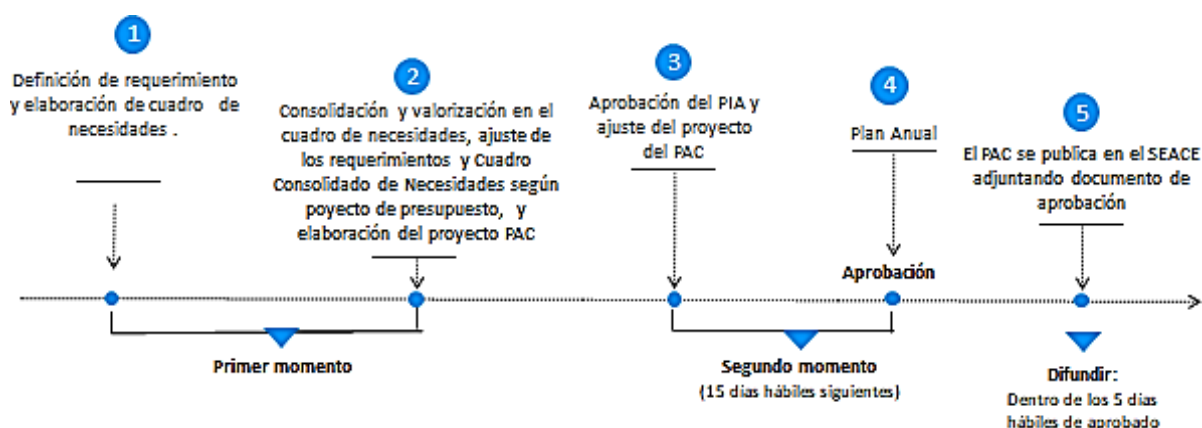 1
Definición de requerimiento
y elaboración de cuadro de
necesidades .
2
Consolidación y valorización en el
cuadro de necesidades, ajuste de
los requerimientos y Cuadro
Consolidado de Necesidades según
poyecto de presupuesto, y
elaboración del proyecto PAC
3
Aprobación del PIA y
ajuste del proyecto
del PAC
4
Plan Anual
5
El PAC se publica en el SEACE
adjuntando documento de
aprobación
Aprobación
Primer momento
Segundo momento
(15 dias hábiles siguientes)
Difundir:
Dentro de los 5 dias
hábiles de aprobado